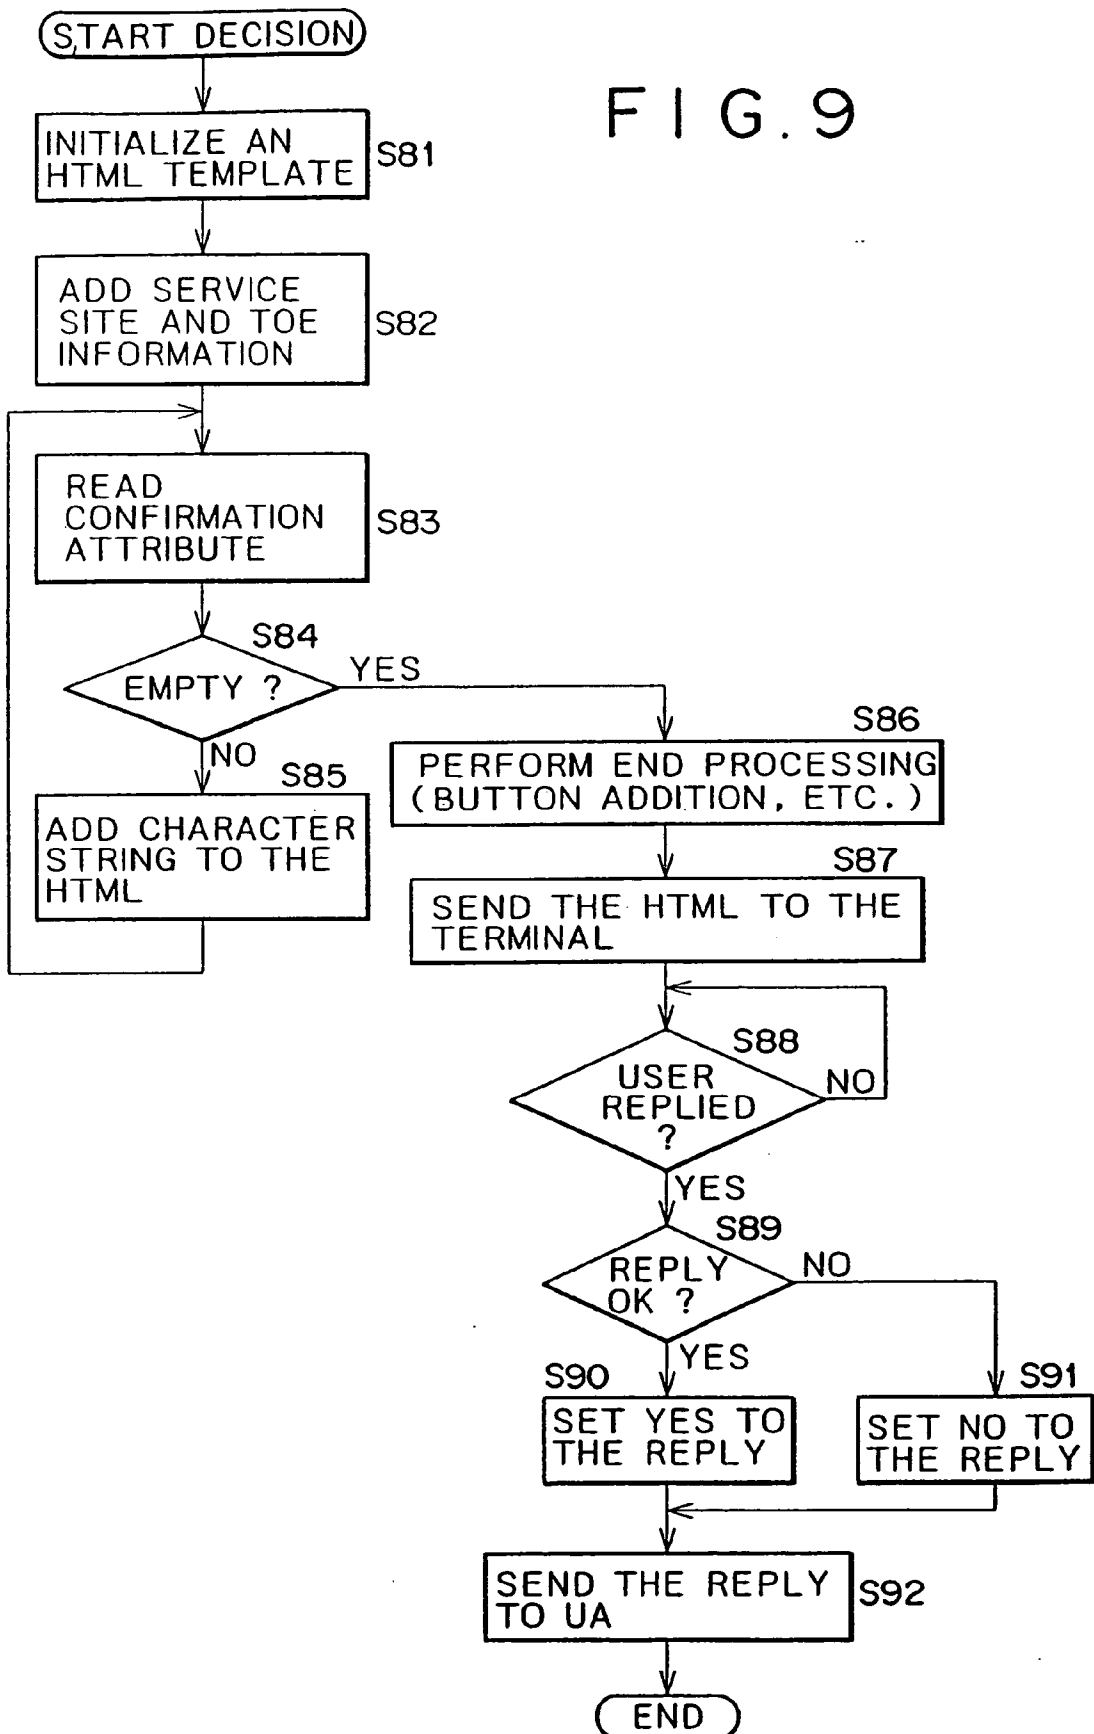 START DECISION
FIG. 9
INITIALIZE AN
HTML TEMPLATE
S81
ADD SERVICE
SITE AND TOE
INFORMATION
S82
READ
CONFIRMATION
ATTRIBUTE
S83
S84
EMPTY ?
YES
NO
S85
ADD CHARACTER
STRING TO THE
HTML
S86
PERFORM END PROCESSING
(BUTTON ADDITION, ETC.)
S87
SEND THE HTML TO THE
TERMINAL
S88
USER
REPLIED
?
NO
YES
S89
REPLY
OK ?
NO
YES
S90
SET YES TO
THE REPLY
S91
SET NO TO
THE REPLY
SEND THE REPLY
TO UA
S92
END